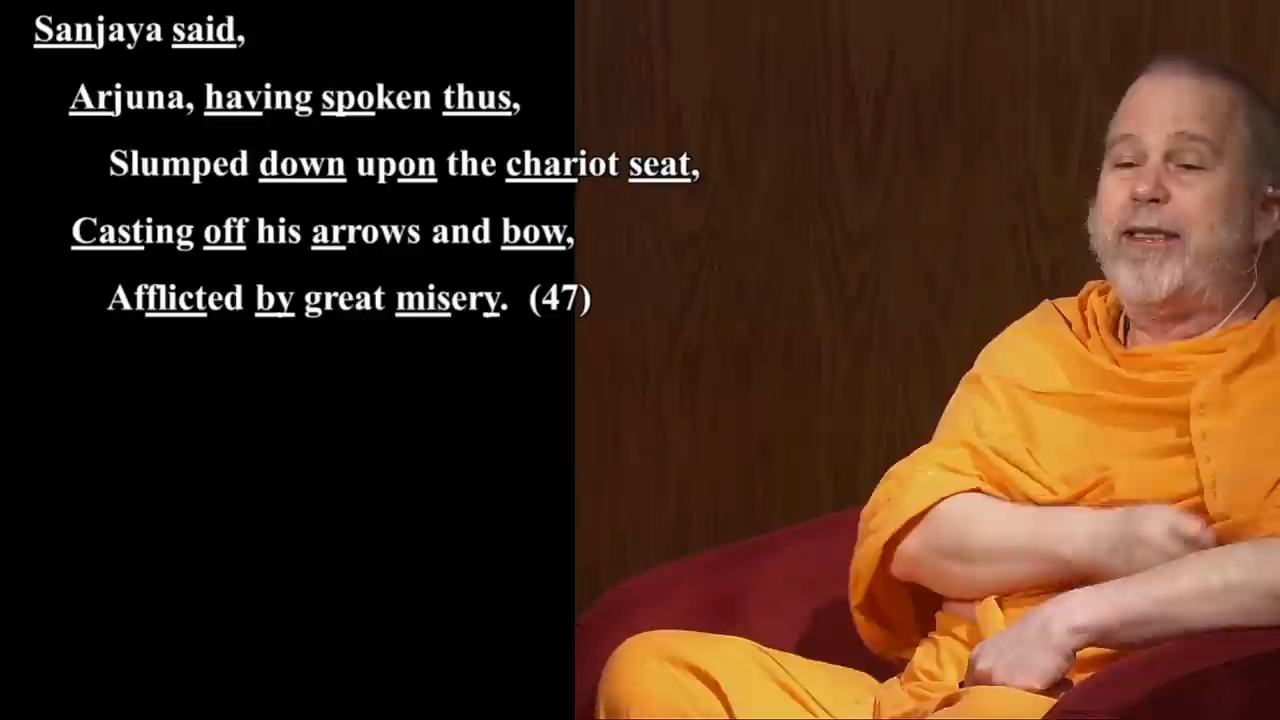 Sanjaya said,
Arjuna, having spoken thus,
Slumped down upon the chariot seat,
Casting off his arrows and bow,
Afflicted by great misery. (47)